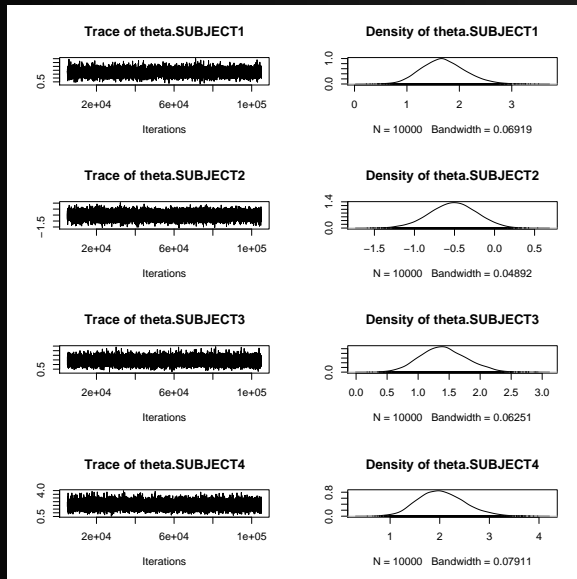 Trace of theta.SUBJECT1
0.5
2e+04 6e+04 1e+05
Iterations
Density of theta.SUBJECT1
0.0 1.0
0 1 2 3
N = 10000 Bandwidth = 0.06919
Trace of theta.SUBJECT2
−1.5
2e+04 6e+04 1e+05
Iterations
Density of theta.SUBJECT2
0.0 1.4
−1.5 −1.0 −0.5 0.0 0.5
N = 10000 Bandwidth = 0.04892
Trace of theta.SUBJECT3
0.5
2e+04 6e+04 1e+05
Iterations
Density of theta.SUBJECT3
0.0
0.0 0.5 1.0 1.5 2.0 2.5 3.0
N = 10000 Bandwidth = 0.06251
Trace of theta.SUBJECT4
0.5 4.0
2e+04 6e+04 1e+05
Iterations
Density of theta.SUBJECT4
0.0 0.8
1 2 3 4
N = 10000 Bandwidth = 0.07911